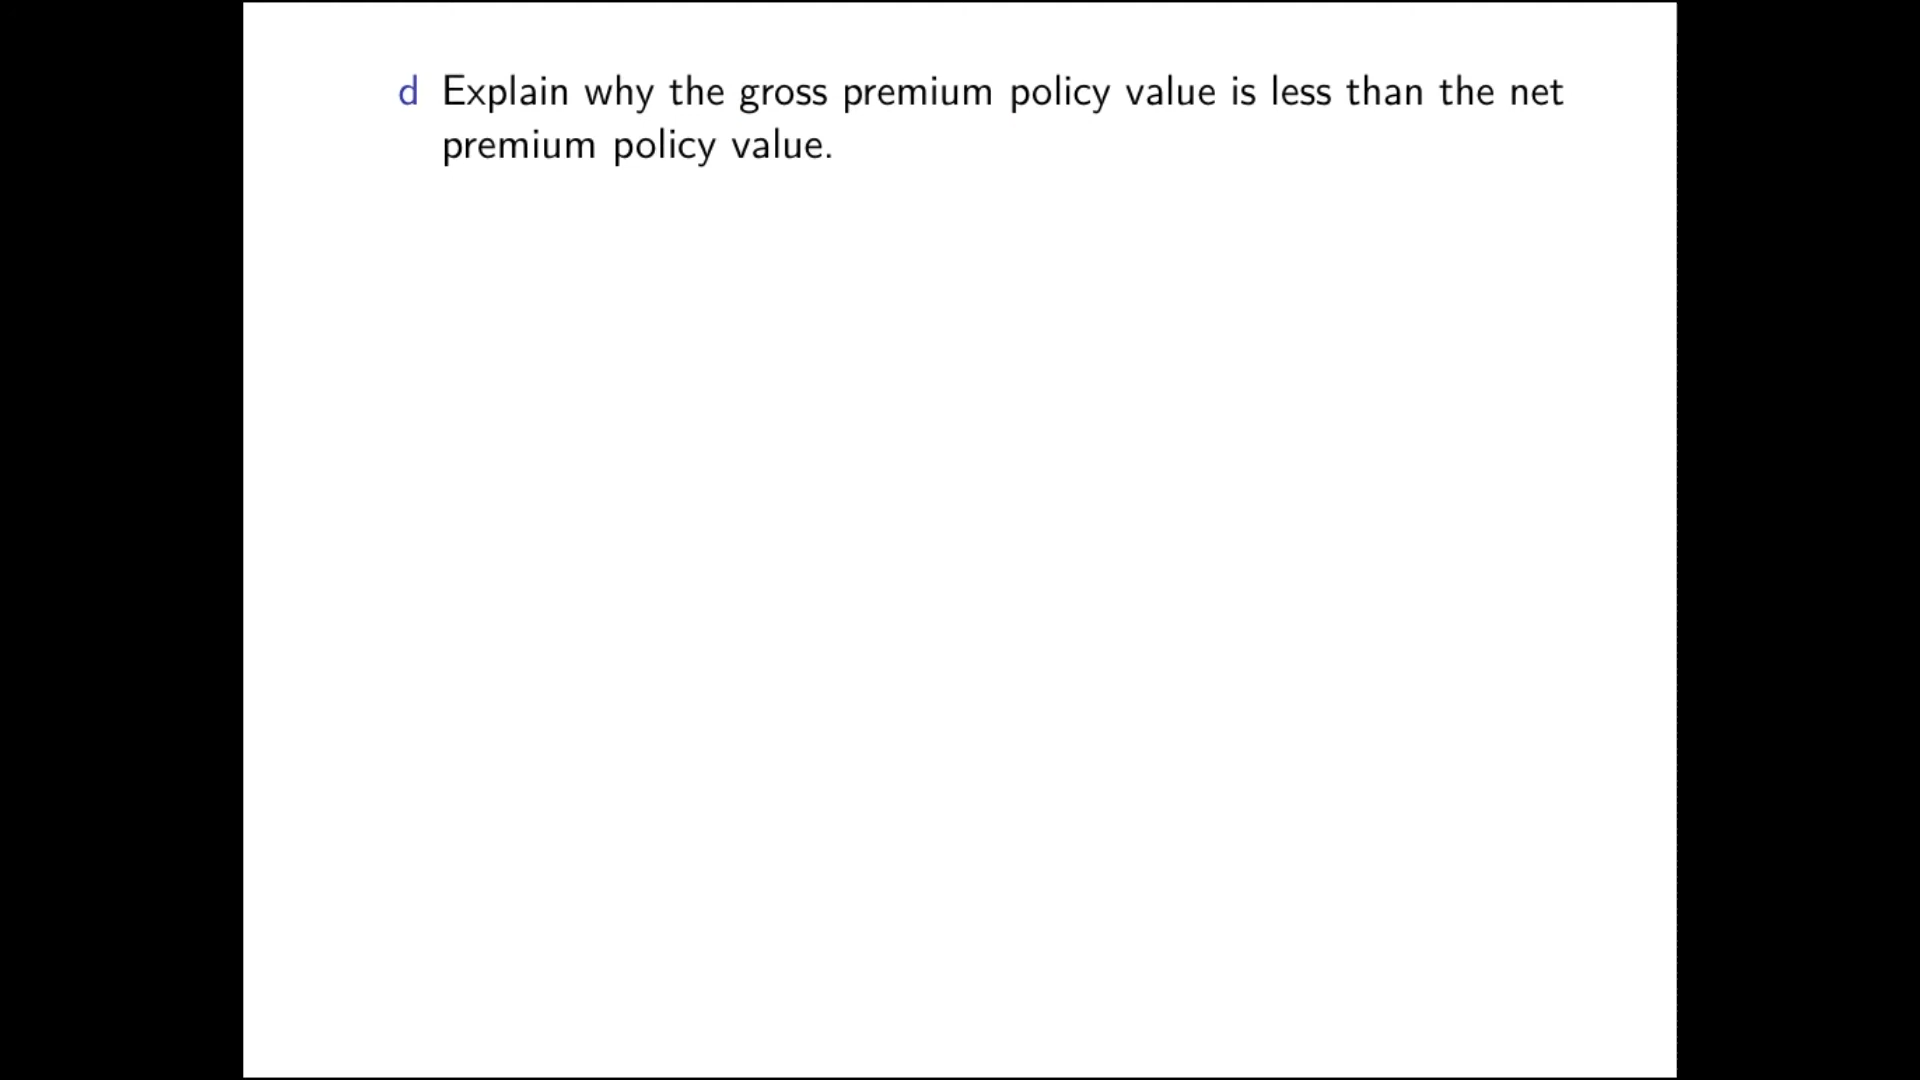 d Explain why the gross premium policy value is less than the net
premium policy value.